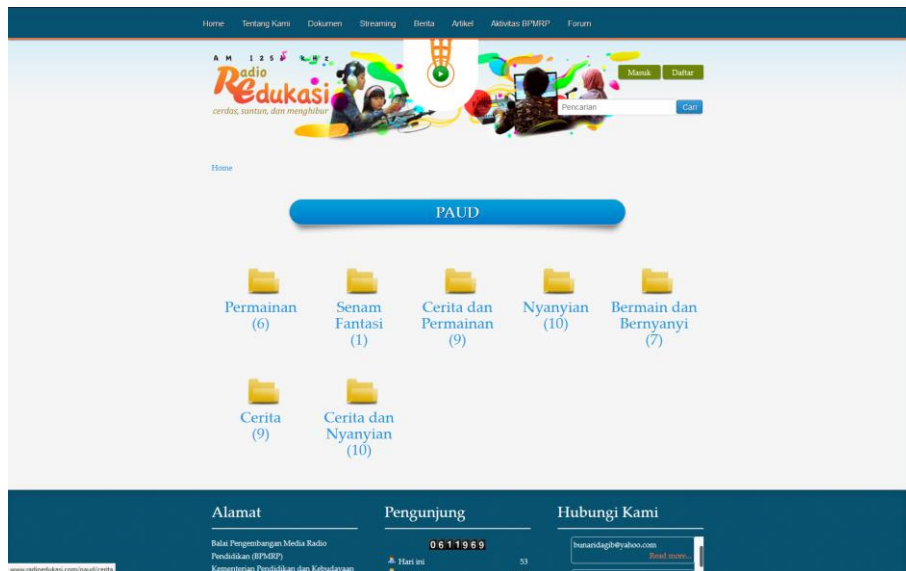 Home Tentang Kami Dokumen Streaming Berita Artikel Aktivitas BPMRP Forum
AM 1251 KHz
Radio
Edukasi
cerdas, santun, dan menghibur
Masuk Daftar
Pencarian Cari
Home
PAUD
Permainan
(6)
Senam
Fantasi
(1)
Cerita dan
Permainan
(9)
Nyanyian
(10)
Bermain dan
Bernyanyi
(7)
Cerita
(9)
Cerita dan
Nyanyian
(10)
Alamat
Balai Pengembangan Media Radio
Pendidikan (BPMRP)
Kementerian Pendidikan dan Kebudayaan
Pengunjung
0611969
Hari ini 53
Hubungi Kami
bunaridagib@yahoo.com
Read more...
www.radioedukasi.com/paud/cerita